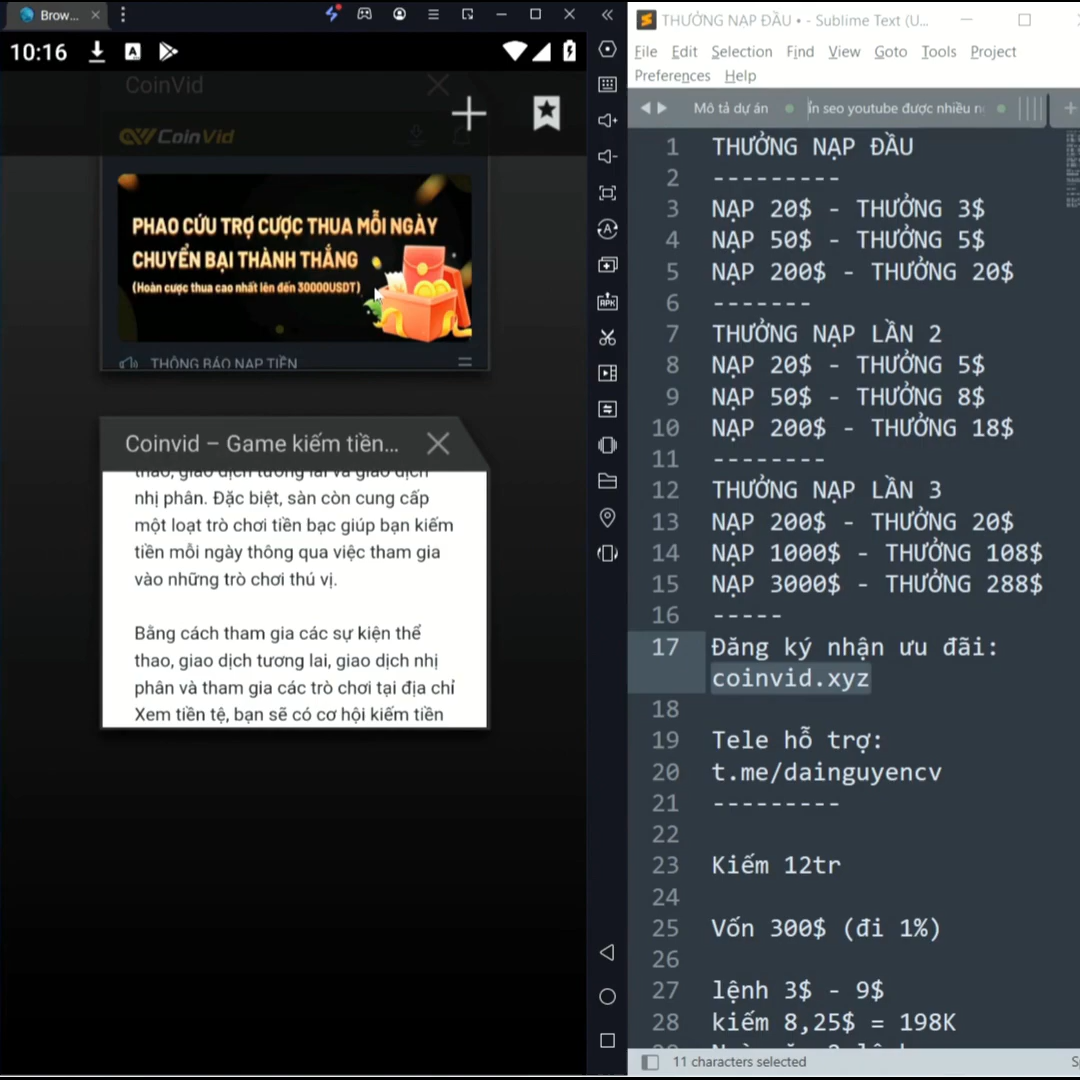 Brow...
10:16
A
CoinVid
CoinVid
PHAO CỨU TRỢ CƯỢC THUA MỖI NGÀY
CHUYỂN BẠI THÀNH THẮNG
(Hoàn cược thua cao nhất lên đến 30000USDT)
THÔNG BÁO NẠP TIỀN
Coinvid – Game kiếm tiền...
thao, giao dịch tương lai và giao dịch
nhị phân. Đặc biệt, sàn còn cung cấp
một loạt trò chơi tiền bạc giúp bạn kiếm
tiền mỗi ngày thông qua việc tham gia
vào những trò chơi thú vị.
Bằng cách tham gia các sự kiện thể
thao, giao dịch tương lai, giao dịch nhị
phân và tham gia các trò chơi tại địa chỉ
Xem tiền tệ, bạn sẽ có cơ hội kiếm tiền
APK
THƯỞNG NẠP ĐẦU • - Sublime Text (U...
File Edit Selection Find View Goto Tools Project
Preferences Help
Mô tả dự án
ẩn seo youtube được nhiều n
1 THƯỞNG NẠP ĐẦU
2 ---------
3 NẠP 20$ - THƯỞNG 3$
4 NẠP 50$ - THƯỞNG 5$
5 NẠP 200$ - THƯỞNG 20$
6 -------
7 THƯỞNG NẠP LẦN 2
8 NẠP 20$ - THƯỞNG 5$
9 NẠP 50$ - THƯỞNG 8$
10 NẠP 200$ - THƯỞNG 18$
11 --------
12 THƯỞNG NẠP LẦN 3
13 NẠP 200$ - THƯỞNG 20$
14 NẠP 1000$ - THƯỞNG 108$
15 NẠP 3000$ - THƯỞNG 288$
16 -----
17 Đăng ký nhận ưu đãi:
coinvid.xyz
18
19 Tele hỗ trợ:
20 t.me/dainguyencv
21 ---------
22
23 Kiếm 12tr
24
25 Vốn 300$ (đi 1%)
26
27 lệnh 3$ - 9$
28 kiếm 8,25$ = 198K
11 characters selected